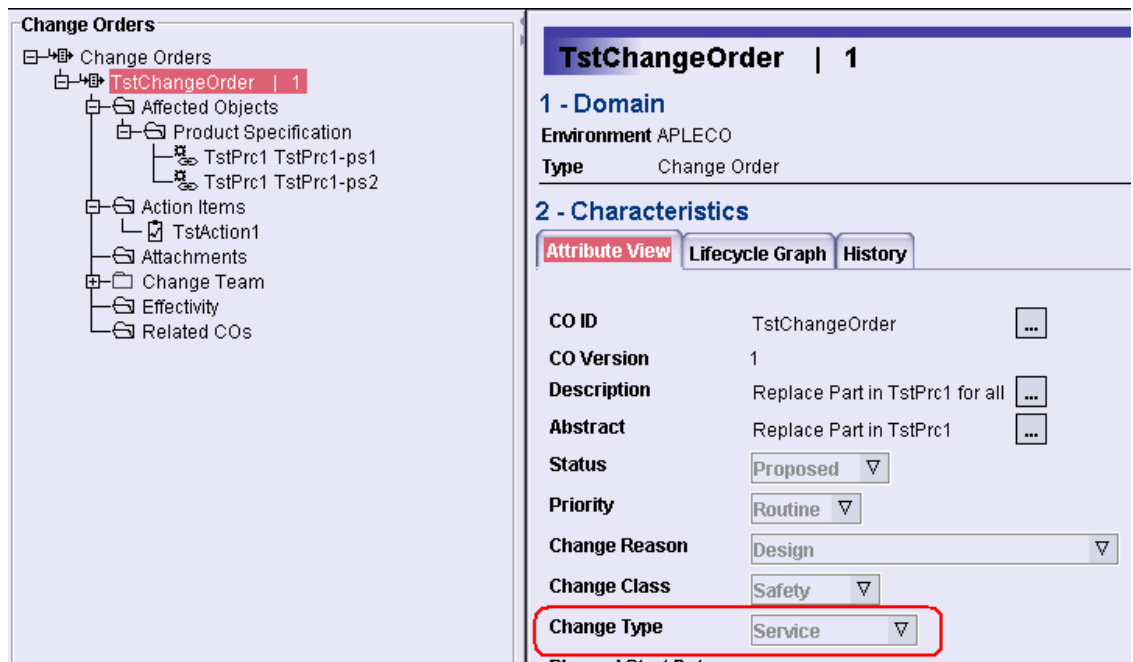 Change Orders
Change Orders
TstChangeOrder | 1
Affected Objects
Product Specification
TstPrc1 TstPrc1-ps1
TstPrc1 TstPrc1-ps2
Action Items
TstAction1
Attachments
Change Team
Effectivity
Related COs
TstChangeOrder | 1
1 - Domain
Environment APLECO
Type Change Order
2 - Characteristics
Attribute View Lifecycle Graph History
CO ID TstChangeOrder ...
CO Version 1
Description Replace Part in TstPrc1 for all ...
Abstract Replace Part in TstPrc1 ...
Status Proposed
Priority Routine
Change Reason Design
Change Class Safety
Change Type Service